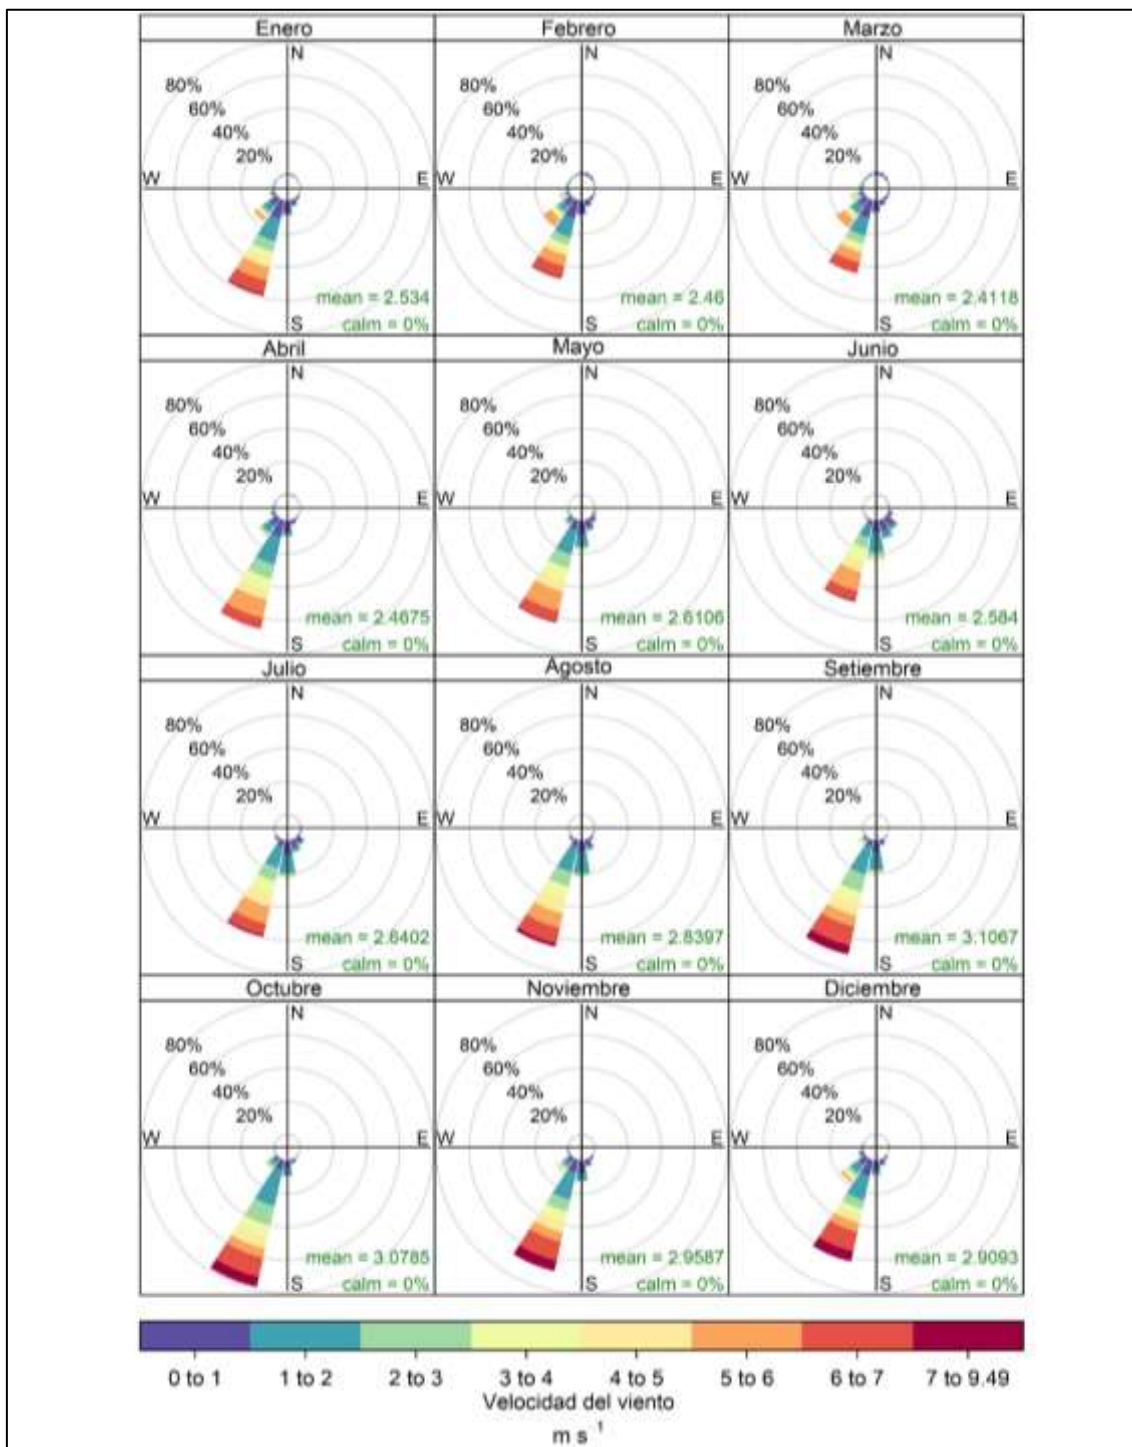 Enero Febrero Marzo
N N N
80% 80% 80%
60% 60% 60%
40% 40% 40%
20% 20% 20%
W E W E W E
mean = 2.534 mean = 2.46 mean = 2.4118
S calm = 0% S calm = 0% S calm = 0%
Abril Mayo Junio
N N N
80% 80% 80%
60% 60% 60%
40% 40% 40%
20% 20% 20%
W E W E W E
mean = 2.4675 mean = 2.6106 mean = 2.584
S calm = 0% S calm = 0% S calm = 0%
Julio Agosto Setiembre
N N N
80% 80% 80%
60% 60% 60%
40% 40% 40%
20% 20% 20%
W E W E W E
mean = 2.6402 mean = 2.8397 mean = 3.1067
S calm = 0% S calm = 0% S calm = 0%
Octubre Noviembre Diciembre
N N N
80% 80% 80%
60% 60% 60%
40% 40% 40%
20% 20% 20%
W E W E W E
mean = 3.0785 mean = 2.9587 mean = 2.9093
S calm = 0% S calm = 0% S calm = 0%
0 to 1 1 to 2 2 to 3 3 to 4 4 to 5 5 to 6 6 to 7 7 to 9.49
Velocidad del viento
m s ¹